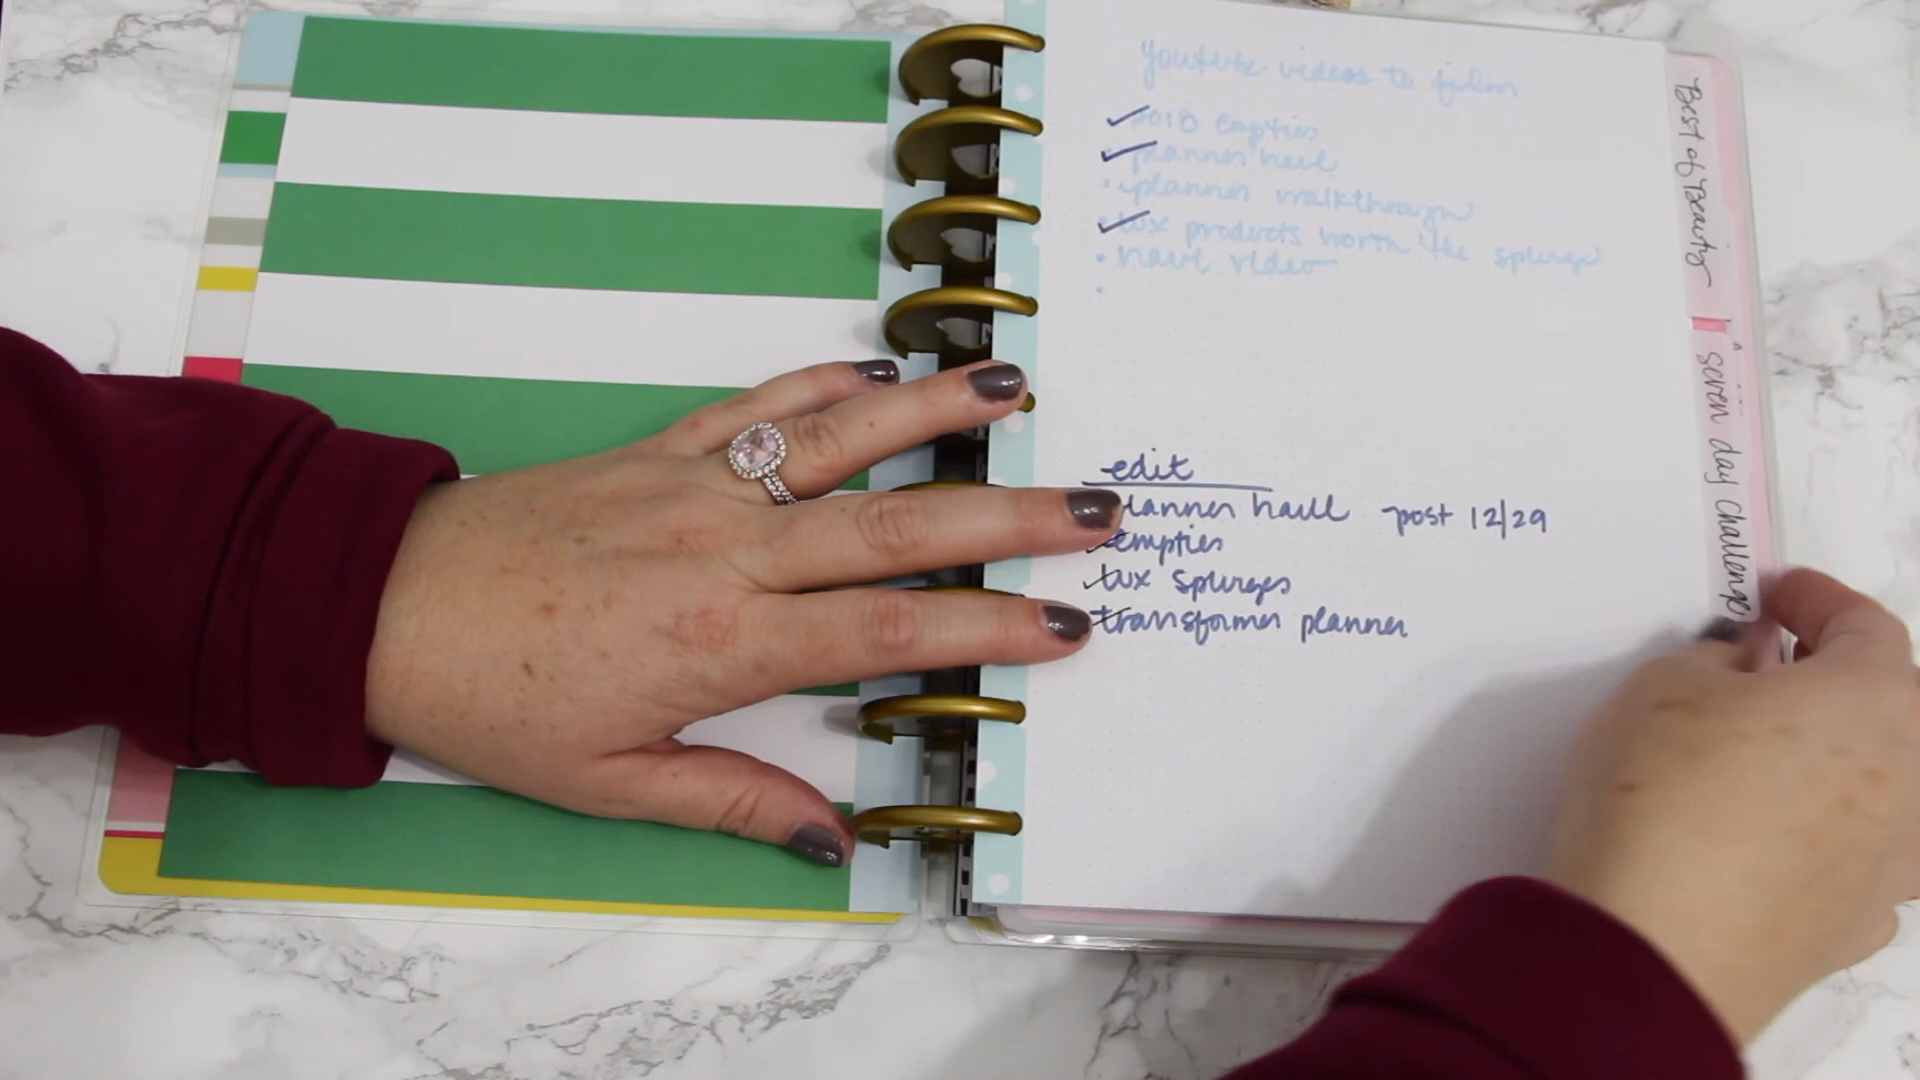 Youtube videos to film
2018 empties
planner haul
• planner walkthrough
lux products worth the splurge
• haul video
•
edit
planner haul post 12/29
empties
lux splurges
transformer planner
Best of Beauty
seven day challenge